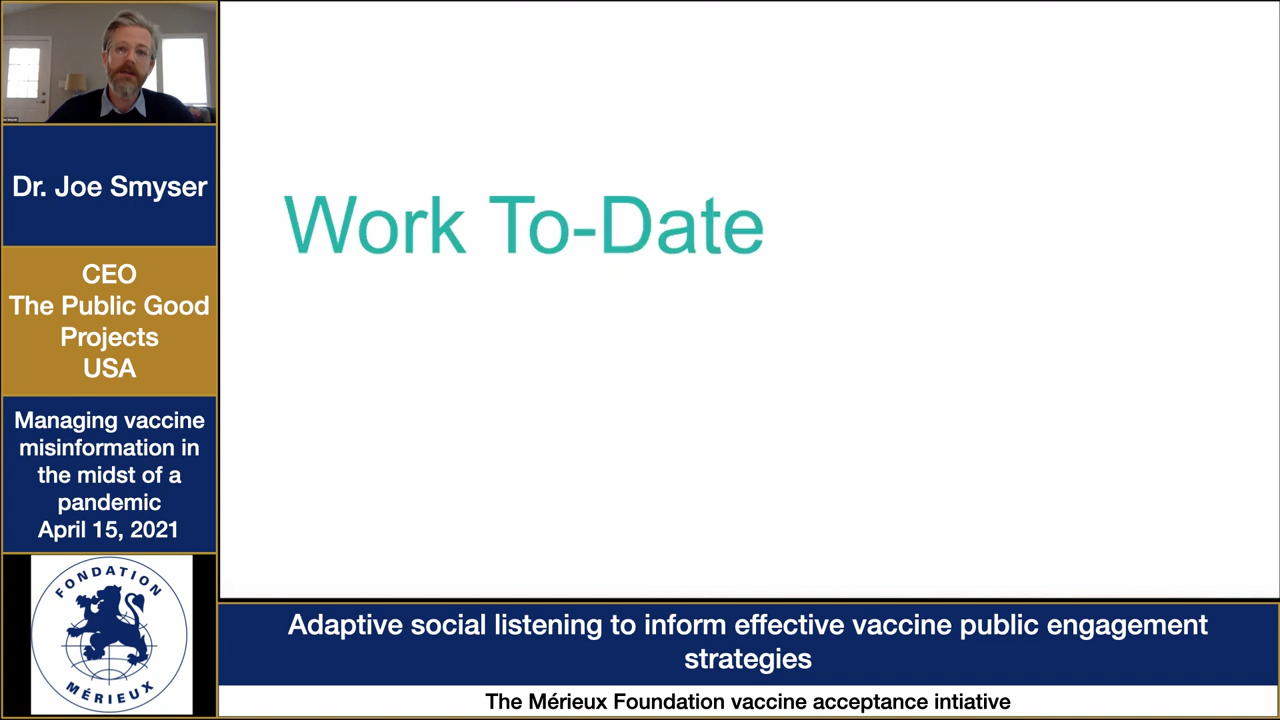 Dr. Joe Smyser
CEO
The Public Good
Projects
USA
Managing vaccine
misinformation in
the midst of a
pandemic
April 15, 2021
FONDATION
MÉRIEUX
Work To-Date
Adaptive social listening to inform effective vaccine public engagement
strategies
The Mérieux Foundation vaccine acceptance intiative